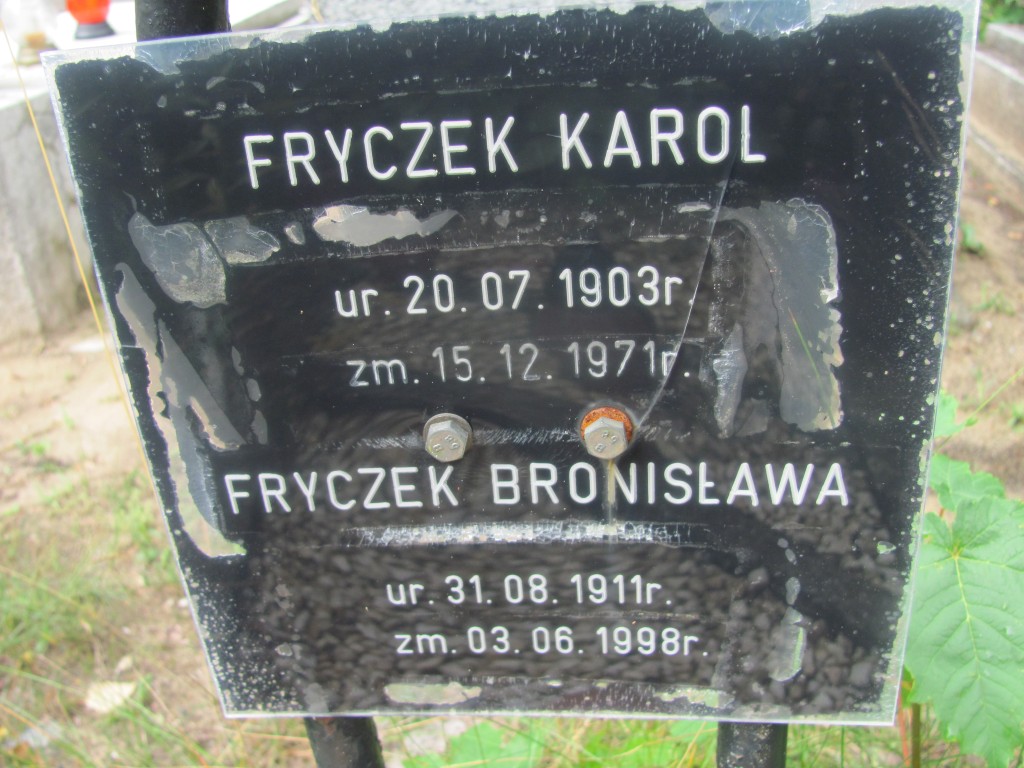 FRYCZEK KAROL
ur. 20. 07. 1903r.
zm. 15. 12. 1971r.
FRYCZEK BRONISŁAWA
ur. 31. 08. 1911r.
zm. 03. 06. 1998r.